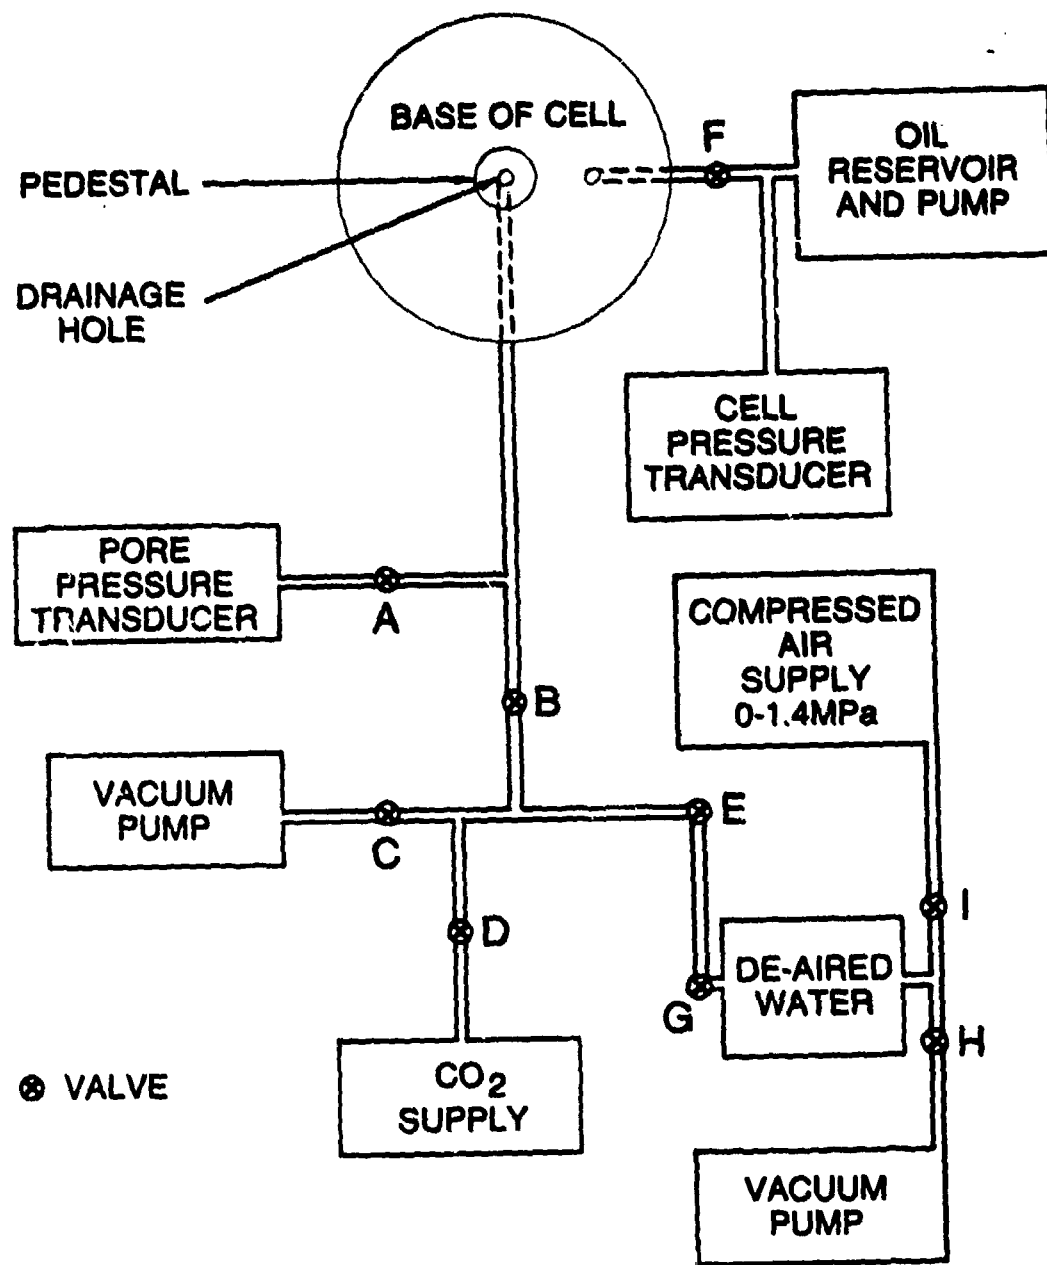 BASE OF CELL
F
OIL
RESERVOIR
AND PUMP
PEDESTAL
DRAINAGE
HOLE
CELL
PRESSURE
TRANSDUCER
PORE
PRESSURE
TRANSDUCER
A
COMPRESSED
AIR
SUPPLY
0-1.4MPa
B
VACUUM
PUMP
C
E
D
I
DE-AIRED
WATER
G
H
⊗ VALVE
CO₂
SUPPLY
VACUUM
PUMP